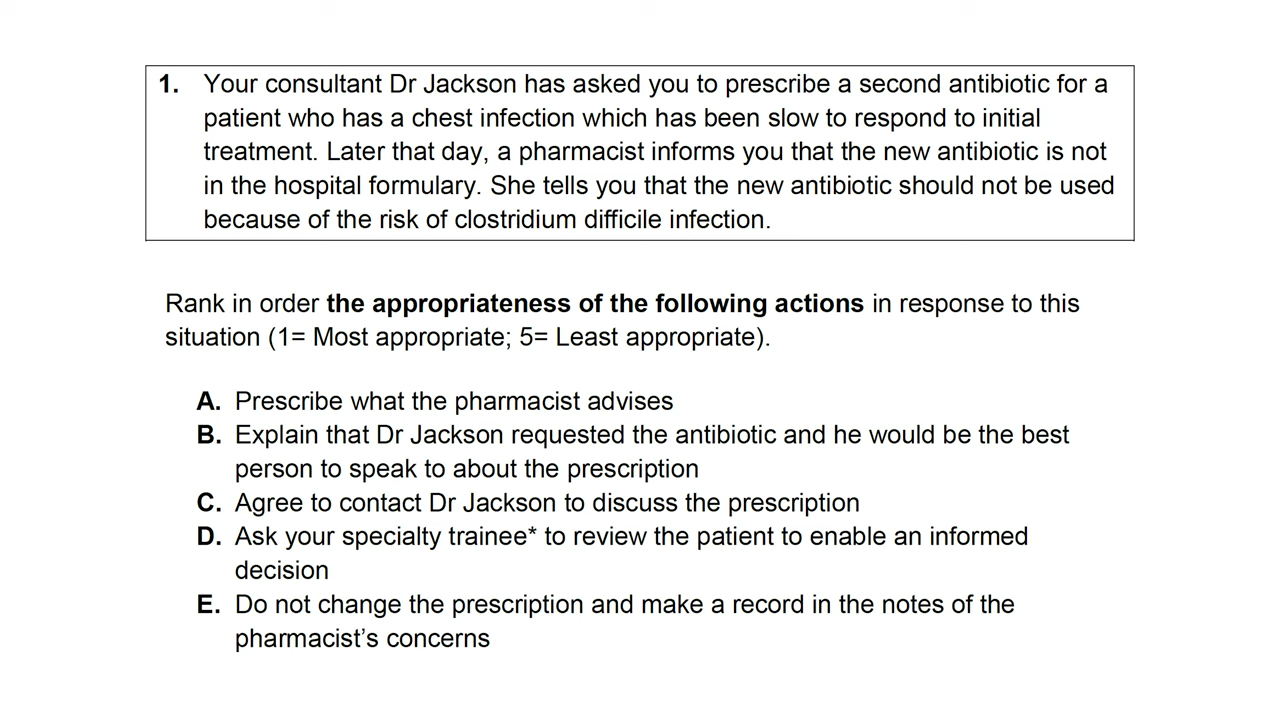 1. Your consultant Dr Jackson has asked you to prescribe a second antibiotic for a
patient who has a chest infection which has been slow to respond to initial
treatment. Later that day, a pharmacist informs you that the new antibiotic is not
in the hospital formulary. She tells you that the new antibiotic should not be used
because of the risk of clostridium difficile infection.
Rank in order the appropriateness of the following actions in response to this
situation (1= Most appropriate; 5= Least appropriate).
A. Prescribe what the pharmacist advises
B. Explain that Dr Jackson requested the antibiotic and he would be the best
person to speak to about the prescription
C. Agree to contact Dr Jackson to discuss the prescription
D. Ask your specialty trainee* to review the patient to enable an informed
decision
E. Do not change the prescription and make a record in the notes of the
pharmacist's concerns